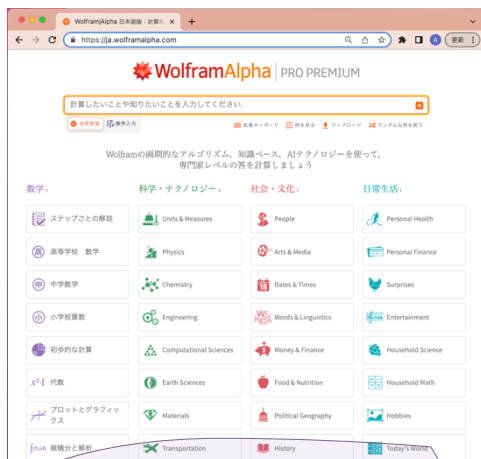 Wolfram|Alpha 日本語版 : 計算
https://ja.wolframalpha.com
更新
WolframAlpha PRO PREMIUM
計算したいことや知りたいことを入力してください。
自然言語 数学入力
拡張キーボード 例を見る アップロード ランダムな例を使う
Wolframの画期的なアルゴリズム,知識ベース,AIテクノロジーを使って,
専門家レベルの答を計算しましょう
数学 ›
科学・テクノロジー ›
社会・文化 ›
日常生活 ›
ステップごとの解説
Units & Measures
People
Personal Health
高 高等学校 数学
Physics
Arts & Media
Personal Finance
中 中学数学
Chemistry
18 Dates & Times
Surprises
小 小学校算数
Engineering
Words & Linguistics
Entertainment
初歩的な計算
Computational Sciences
Money & Finance
Household Science
x²-1 代数
Earth Sciences
Food & Nutrition
Household Math
プロットとグラフィックス
Materials
Political Geography
Hobbies
微積分と解析
Transportation
History
Today's World